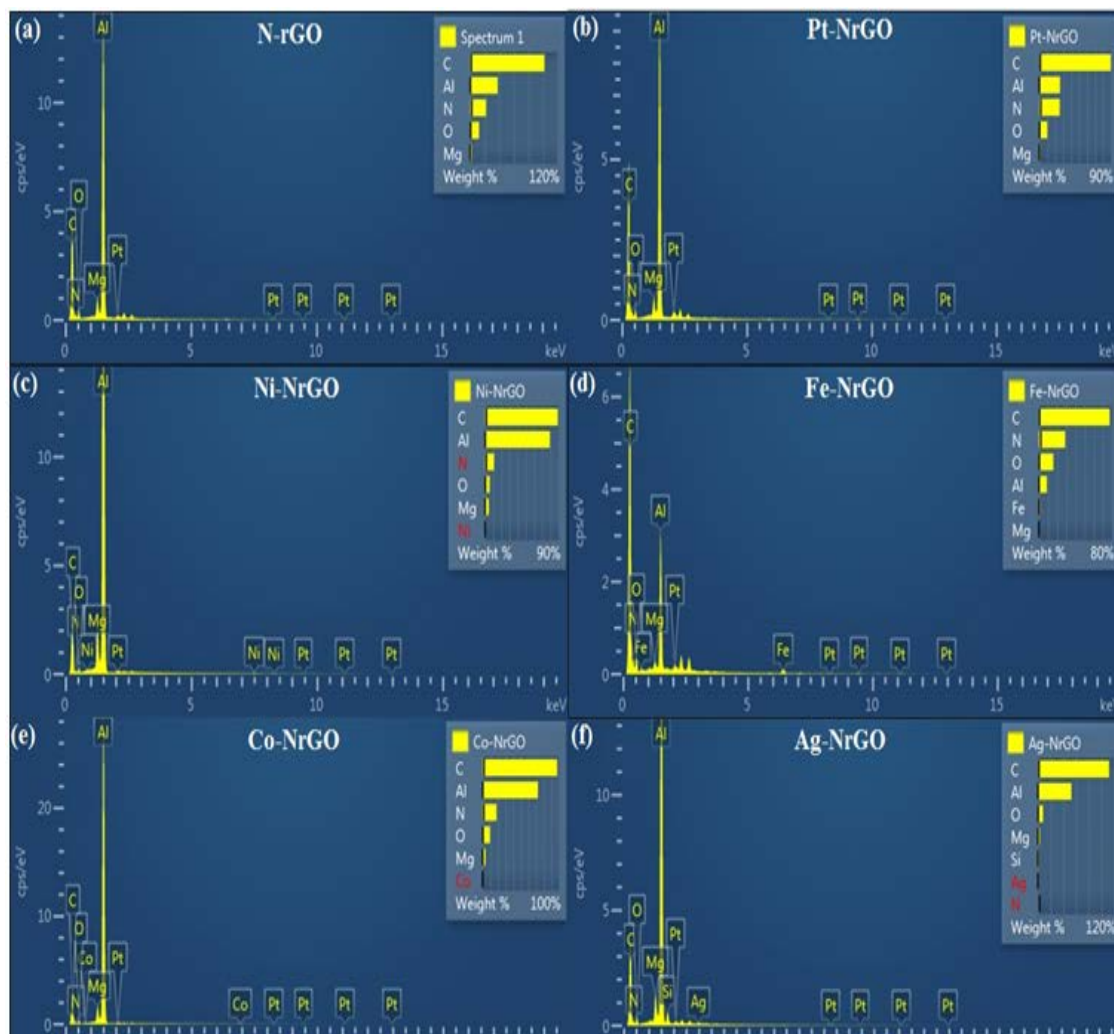 (a) N-rGO
Al
Spectrum 1
C
Al
N
O
Mg
Weight % 120%
10
cps/eV
5
O
C
Pt
Mg
N
Pt Pt Pt Pt
0
0 5 10 15 keV
(b) Pt-NrGO
Al
Pt-NrGO
C
Al
N
O
Mg
Weight % 90%
cps/eV
5
C
O
Pt
Mg
N
Pt Pt Pt Pt
0
0 5 10 15 keV
(c) Ni-NrGO
Al
Ni-NrGO
C
Al
N
O
Mg
Ni
Weight % 90%
10
cps/eV
5
C
O
N
Mg
Ni Pt
Ni Ni Pt Pt Pt
0
0 5 10 15 keV
(d) Fe-NrGO
6
Fe-NrGO
C
N
O
Al
Fe
Mg
Weight % 80%
C
4
cps/eV
Al
2
O
Pt
N
Mg
Fe
Fe Pt Pt Pt Pt
0
0 5 10 15 keV
(e) Co-NrGO
Al
Co-NrGO
C
Al
N
O
Mg
Co
Weight % 100%
20
cps/eV
10
C
O
Co Pt
Mg
N
Co Pt Pt Pt Pt
0
(f) Ag-NrGO
Al
Ag-NrGO
C
Al
O
Mg
Si
Ag
N
Weight % 120%
10
cps/eV
5
O
C
Pt
Mg
Si
N
Ag
Pt Pt Pt Pt
0